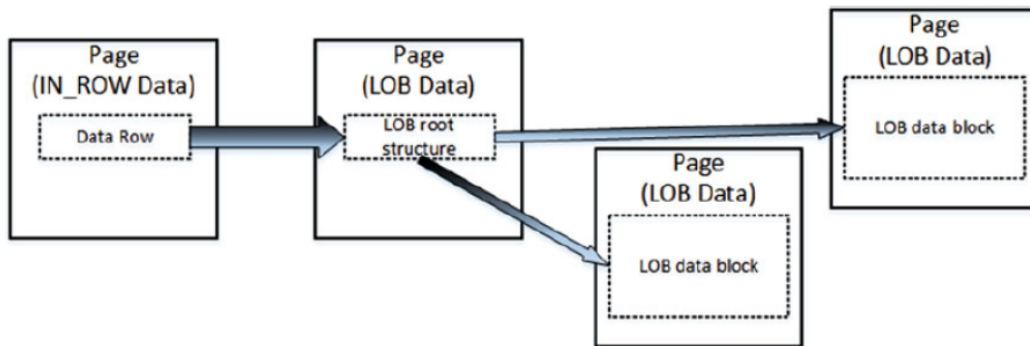 Page
(IN_ROW Data)
Data Row
Page
(LOB Data)
LOB root
structure
Page
(LOB Data)
LOB data block
Page
(LOB Data)
LOB data block